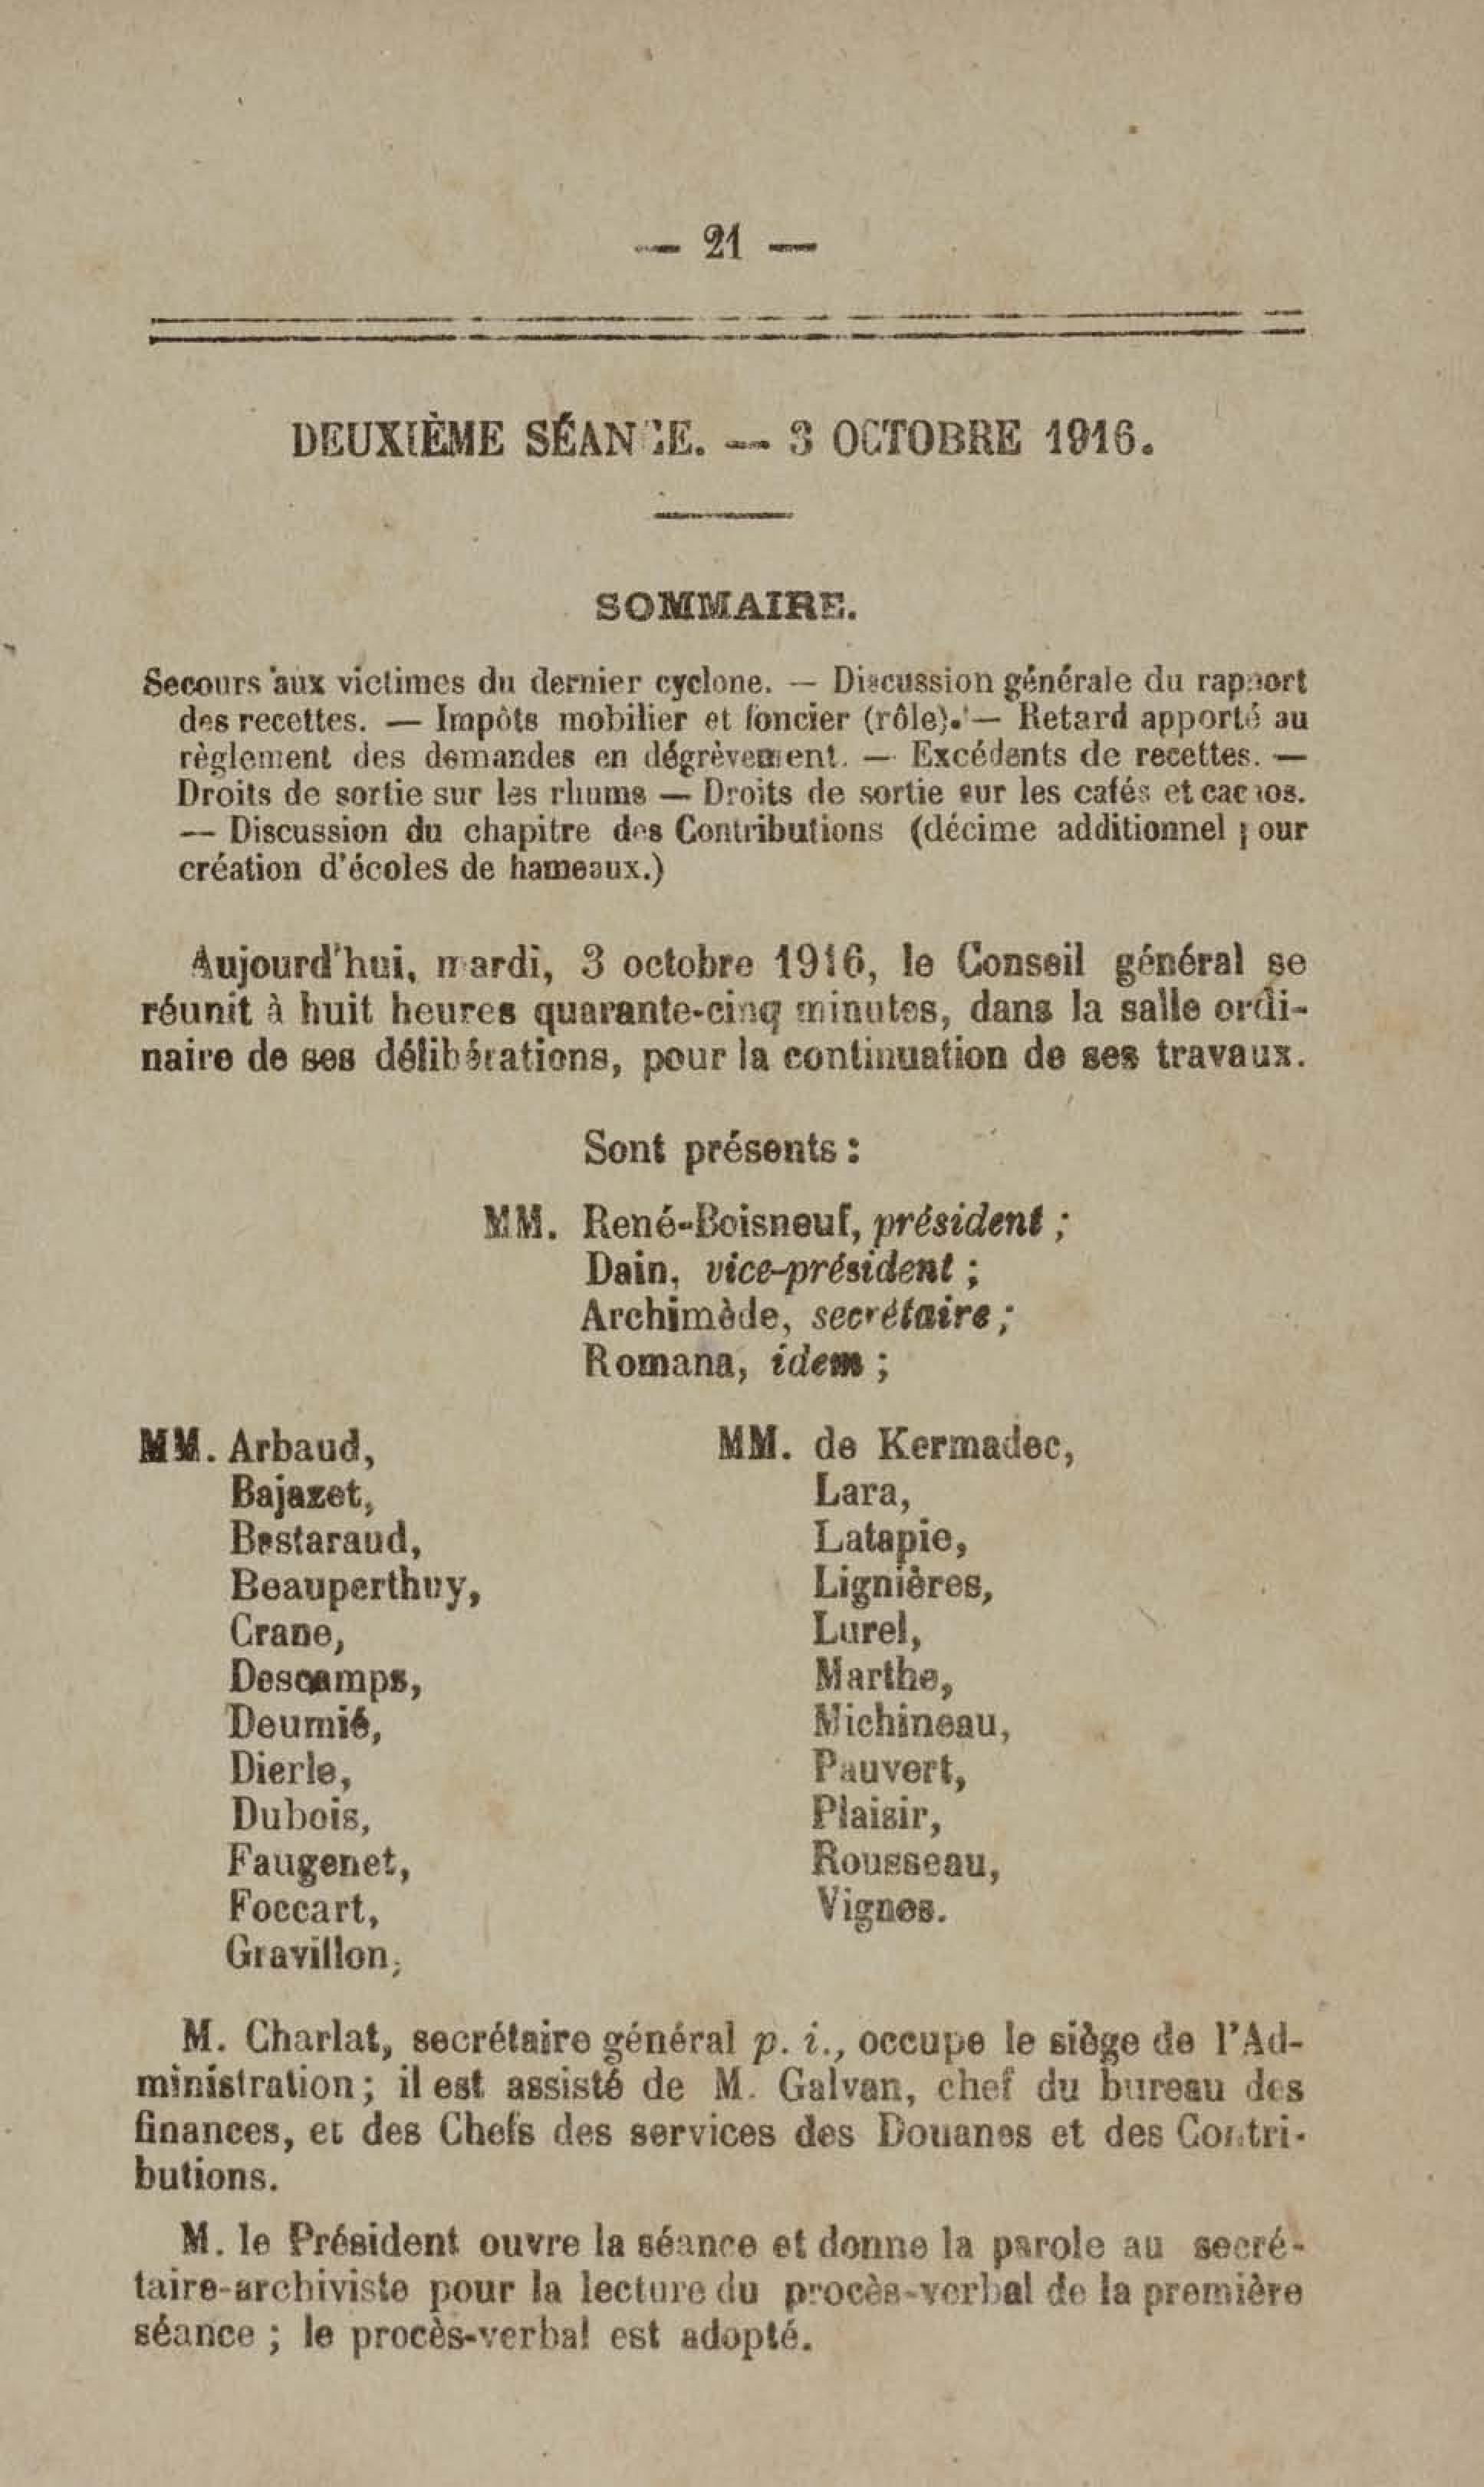 — 21 —
DEUXIÈME SÉANCE. — 3 OCTOBRE 1916.
SOMMAIRE.
Secours aux victimes du dernier cyclone. — Discussion générale du rapport
des recettes. — Impôts mobilier et foncier (rôle). — Retard apporté au
règlement des demandes en dégrèvement. — Excédents de recettes. —
Droits de sortie sur les rhums — Droits de sortie sur les cafés et cacaos.
— Discussion du chapitre des Contributions (décime additionnel pour
création d'écoles de hameaux.)
Aujourd'hui, mardi, 3 octobre 1916, le Conseil général se
réunit à huit heures quarante-cinq minutes, dans la salle ordi-
naire de ses délibérations, pour la continuation de ses travaux.
Sont présents :
MM. René-Boisneuf, président ;
Dain, vice-président ;
Archimède, secrétaire ;
Romana, idem ;
MM. Arbaud,
Bajazet,
Bestaraud,
Beauperthuy,
Crane,
Descamps,
Deumié,
Dierle,
Dubois,
Faugenet,
Foccart,
Gravillon,
MM. de Kermadec,
Lara,
Latapie,
Lignières,
Lurel,
Marthe,
Michineau,
Pauvert,
Plaisir,
Rousseau,
Vignes.
M. Charlat, secrétaire général p. i., occupe le siège de l'Ad-
ministration ; il est assisté de M. Galvan, chef du bureau des
finances, et des Chefs des services des Douanes et des Contri-
butions.
M. le Président ouvre la séance et donne la parole au secré-
taire-archiviste pour la lecture du procès-verbal de la première
séance ; le procès-verbal est adopté.